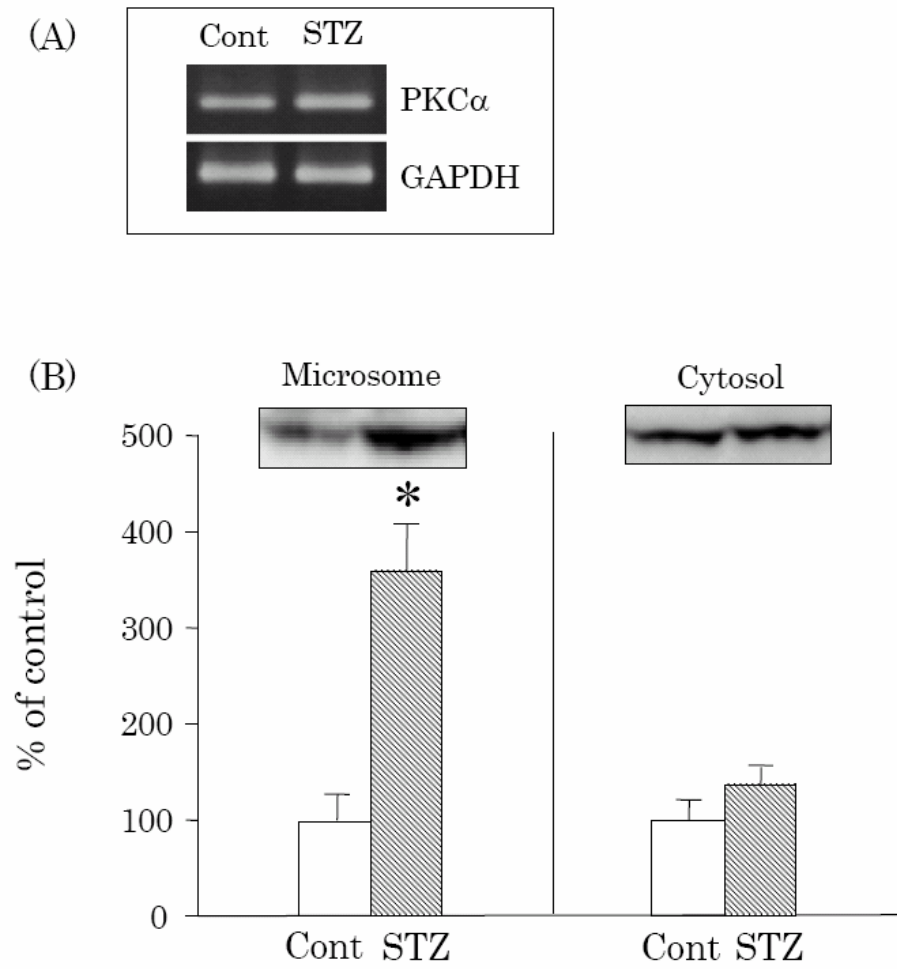 (A)
Cont STZ
PKCα
GAPDH
(B)
Microsome Cytosol
500
*
400
300
200
100
0
% of control
Cont STZ Cont STZ